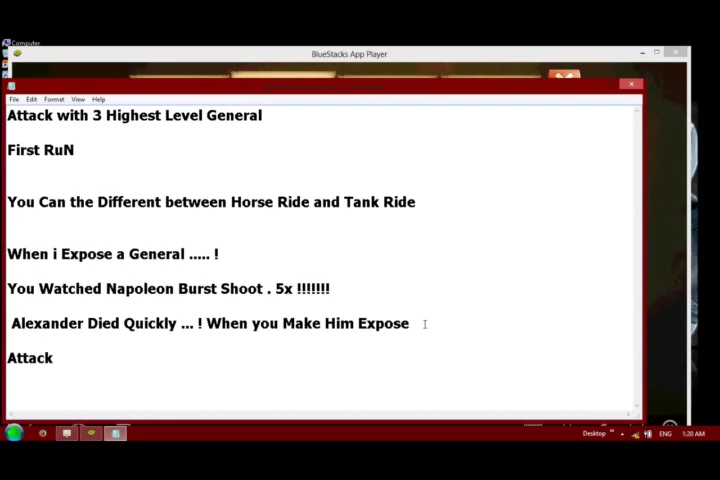 Computer
BlueStacks App Player
File Edit Format View Help
Attack with 3 Highest Level General
First RuN
You Can the Different between Horse Ride and Tank Ride
When i Expose a General ..... !
You Watched Napoleon Burst Shoot . 5x !!!!!!!
Alexander Died Quickly ... ! When you Make Him Expose
Attack
Desktop » ENG 1:20 AM